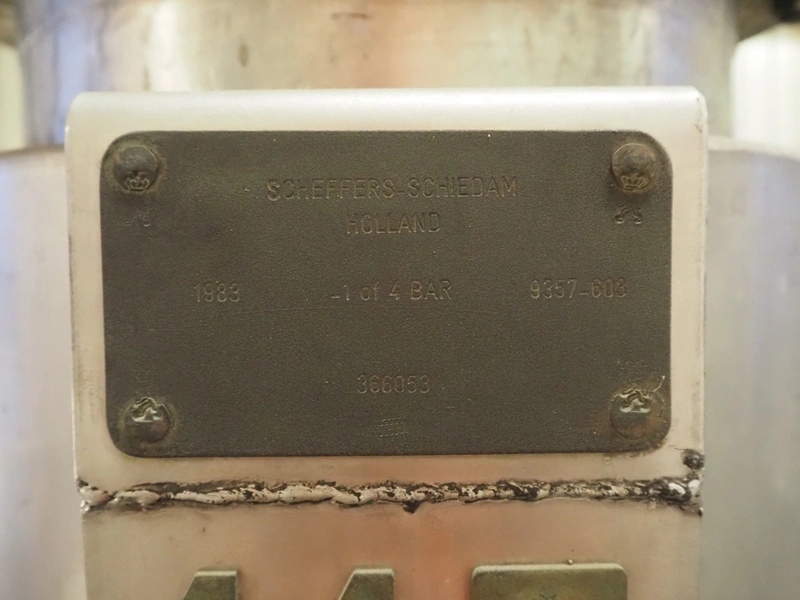 SCHEFFERS-SCHIEDAM
HOLLAND
1983 -1 of 4 BAR 9357-603
366053